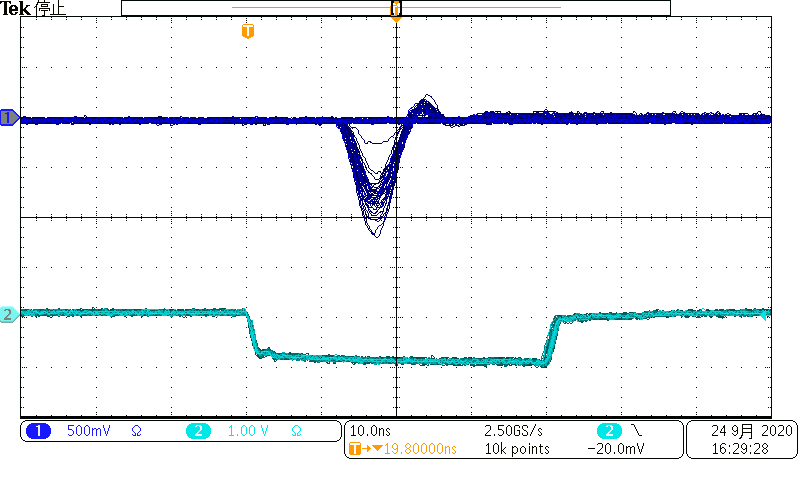 Tek 停止
T
T
1
2
1 500mV Ω 2 1.00 V Ω 10.0ns 2.50GS/s 2 24 9月 2020
T 19.80000ns 10k points −20.0mV 16:29:28